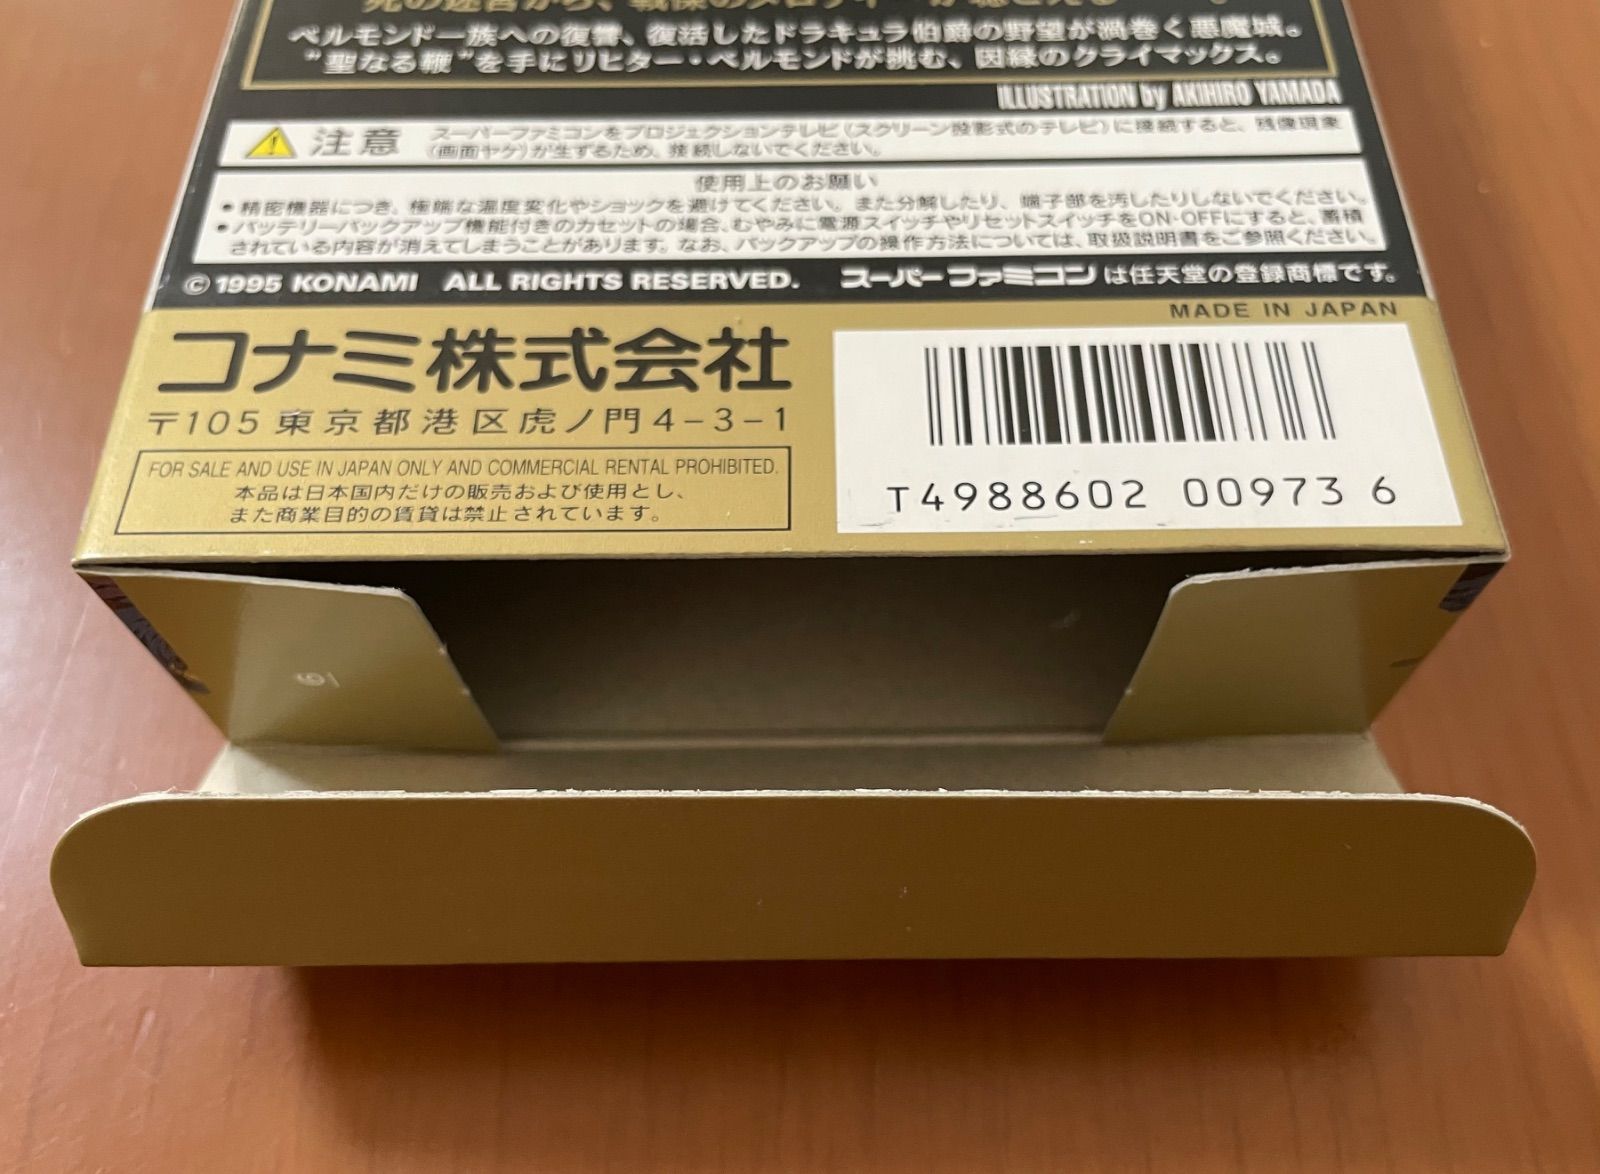 ベルモンド一族への復讐、復活したドラキュラ伯爵の野望が渦巻く悪魔城。
“聖なる鞭”を手にリヒター・ベルモンドが挑む、因縁のクライマックス。
ILLUSTRATION by AKIHIRO YAMADA
注意
スーパーファミコンをプロジェクションテレビ(スクリーン投影式のテレビ)に接続すると、残像現象
(画面ヤケ)が生ずるため、接続しないでください。
使用上のお願い
●精密機器につき、極端な温度変化やショックを避けてください。また分解したり、端子部を汚したりしないでください。
●バッテリーバックアップ機能付きのカセットの場合、むやみに電源スイッチやリセットスイッチをON・OFFにすると、蓄積
されている内容が消えてしまうことがあります。なお、バックアップの操作方法については、取扱説明書をご参照ください。
© 1995 KONAMI ALL RIGHTS RESERVED. スーパーファミコンは任天堂の登録商標です。
MADE IN JAPAN
コナミ株式会社
〒105 東京都港区虎ノ門4-3-1
FOR SALE AND USE IN JAPAN ONLY AND COMMERCIAL RENTAL PROHIBITED.
本品は日本国内だけの販売および使用とし、
また商業目的の賃貸は禁止されています。
T4988602 00973 6